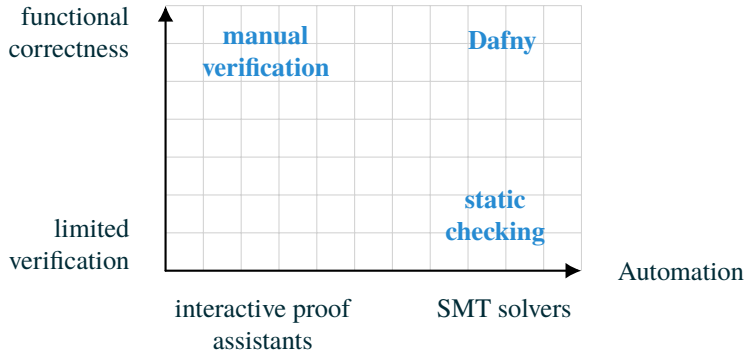 functional
correctness
manual
verification
Dafny
static
checking
limited
verification
Automation
interactive proof
assistants
SMT solvers